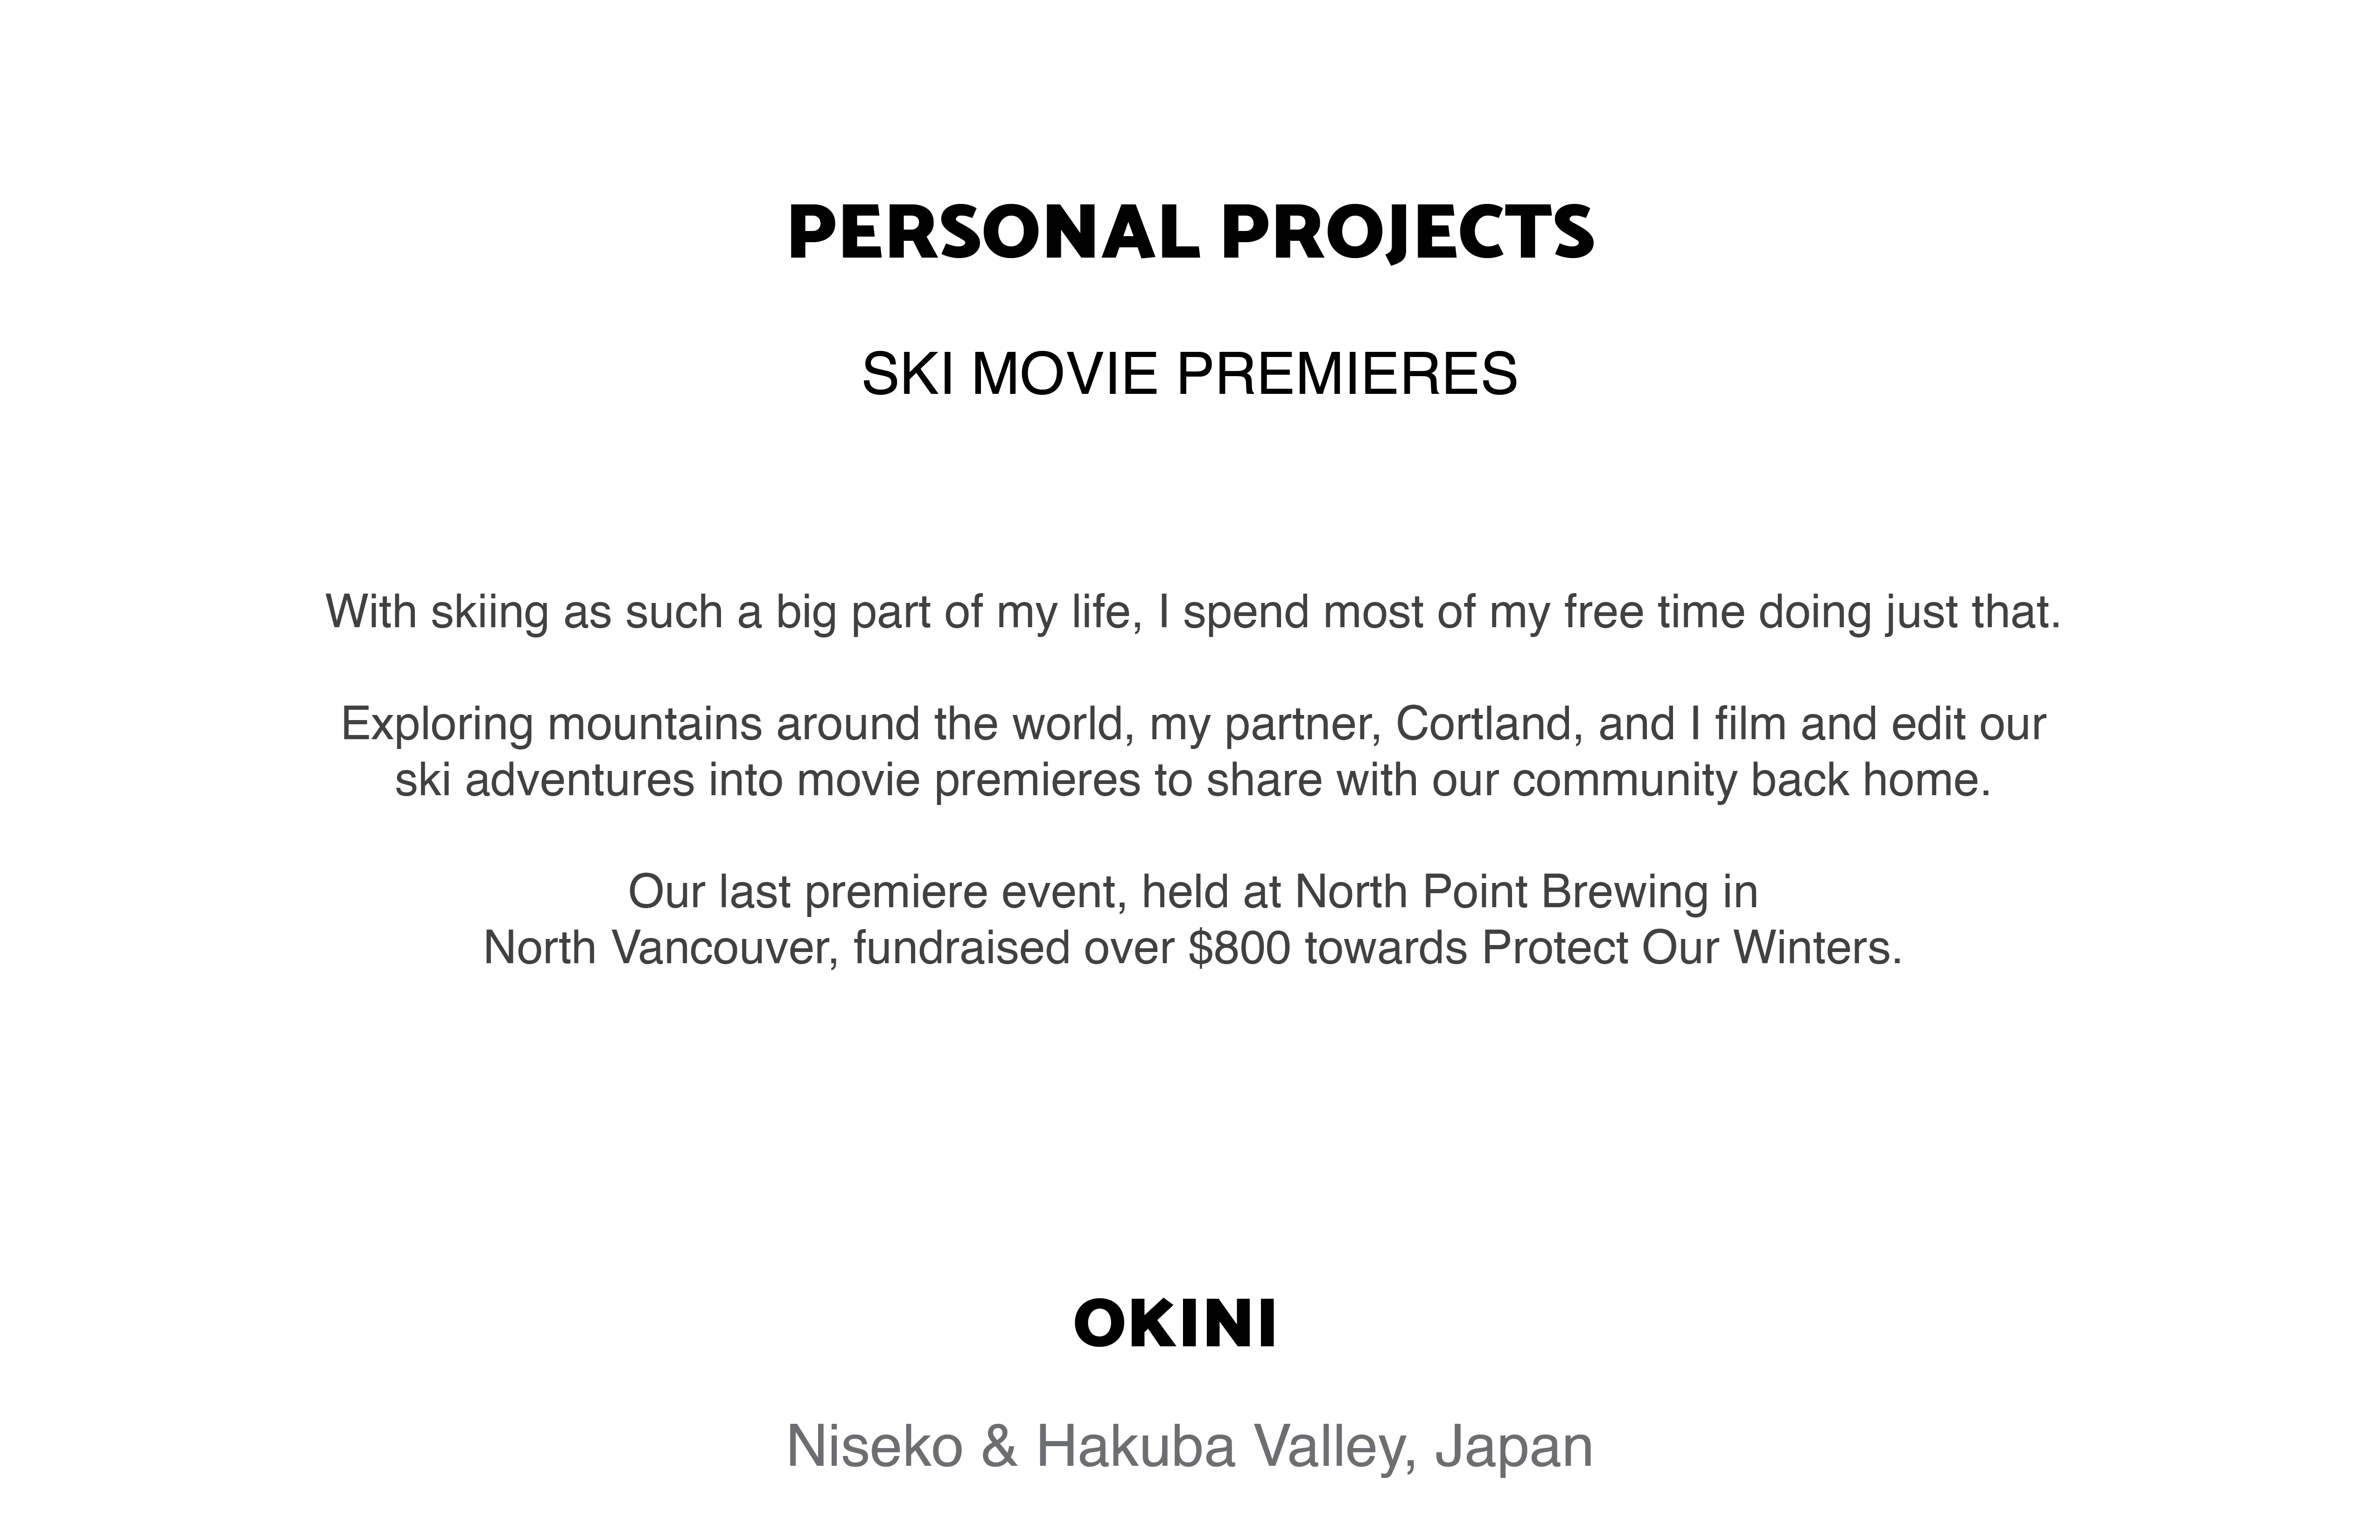 PERSONAL PROJECTS
SKI MOVIE PREMIERES
With skiing as such a big part of my life, I spend most of my free time doing just that.
Exploring mountains around the world, my partner, Cortland, and I film and edit our
ski adventures into movie premieres to share with our community back home.
Our last premiere event, held at North Point Brewing in
North Vancouver, fundraised over $800 towards Protect Our Winters.
OKINI
Niseko & Hakuba Valley, Japan